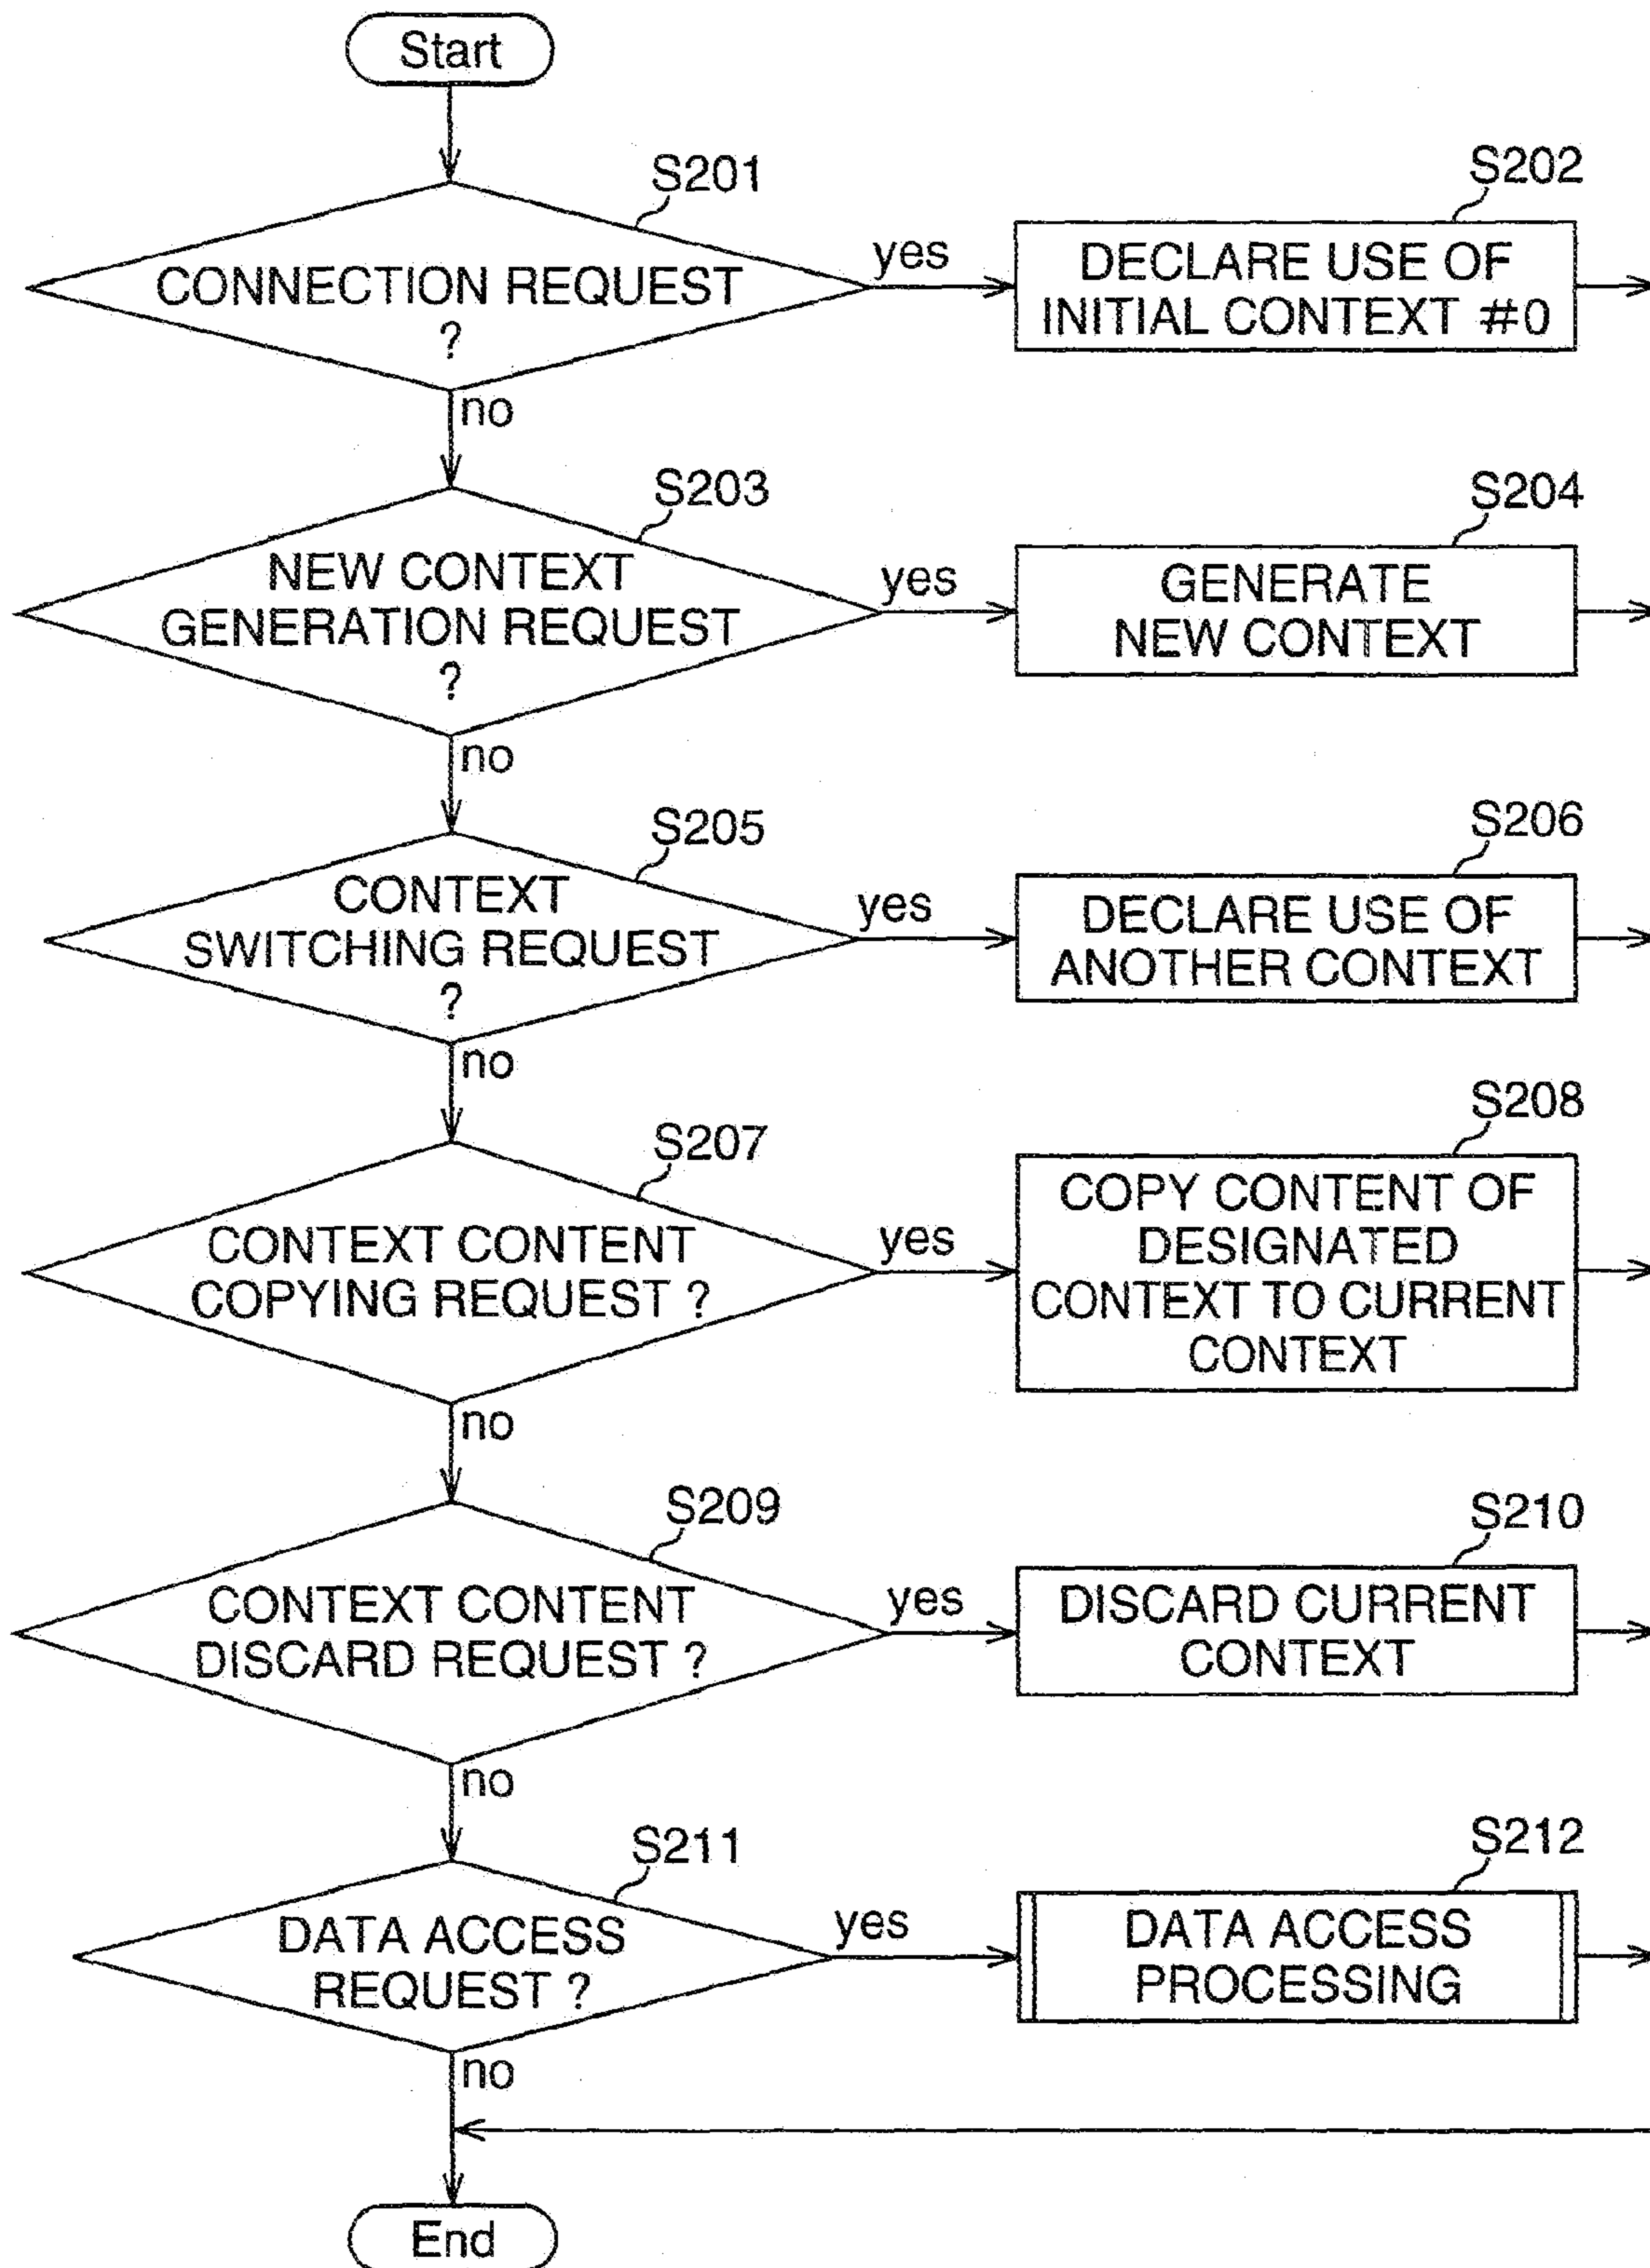 Start
S201
CONNECTION REQUEST
?
yes
S202
DECLARE USE OF
INITIAL CONTEXT #0
no
S203
NEW CONTEXT
GENERATION REQUEST
?
yes
S204
GENERATE
NEW CONTEXT
no
S205
CONTEXT
SWITCHING REQUEST
?
yes
S206
DECLARE USE OF
ANOTHER CONTEXT
no
S207
CONTEXT CONTENT
COPYING REQUEST ?
yes
S208
COPY CONTENT OF
DESIGNATED
CONTEXT TO CURRENT
CONTEXT
no
S209
CONTEXT CONTENT
DISCARD REQUEST ?
yes
S210
DISCARD CURRENT
CONTEXT
no
S211
DATA ACCESS
REQUEST ?
yes
S212
DATA ACCESS
PROCESSING
no
End